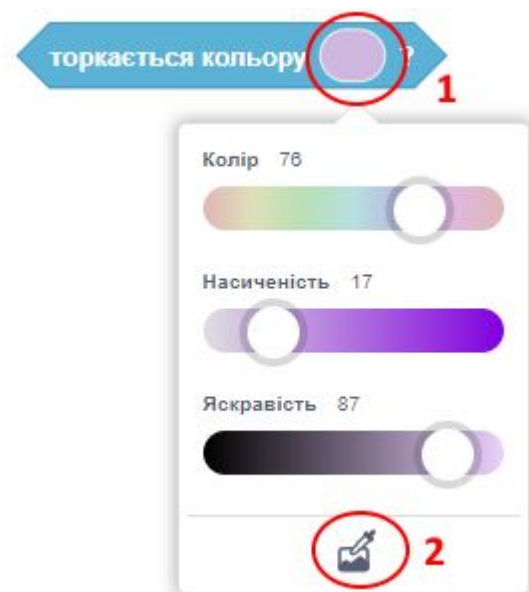 торкається кольору ?
1
Колір 76
Насиченість 17
Яскравість 87
2